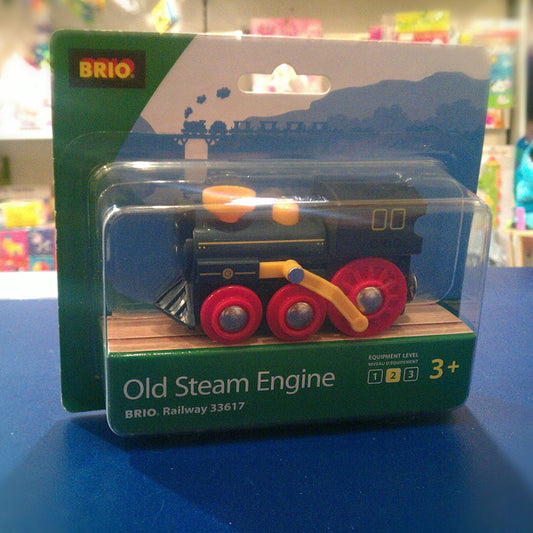 BRIO
Old Steam Engine
BRIO. Railway 33617
EQUIPMENT LEVEL
NIVEAU D'ÉQUIPEMENT
1 2 3
3+